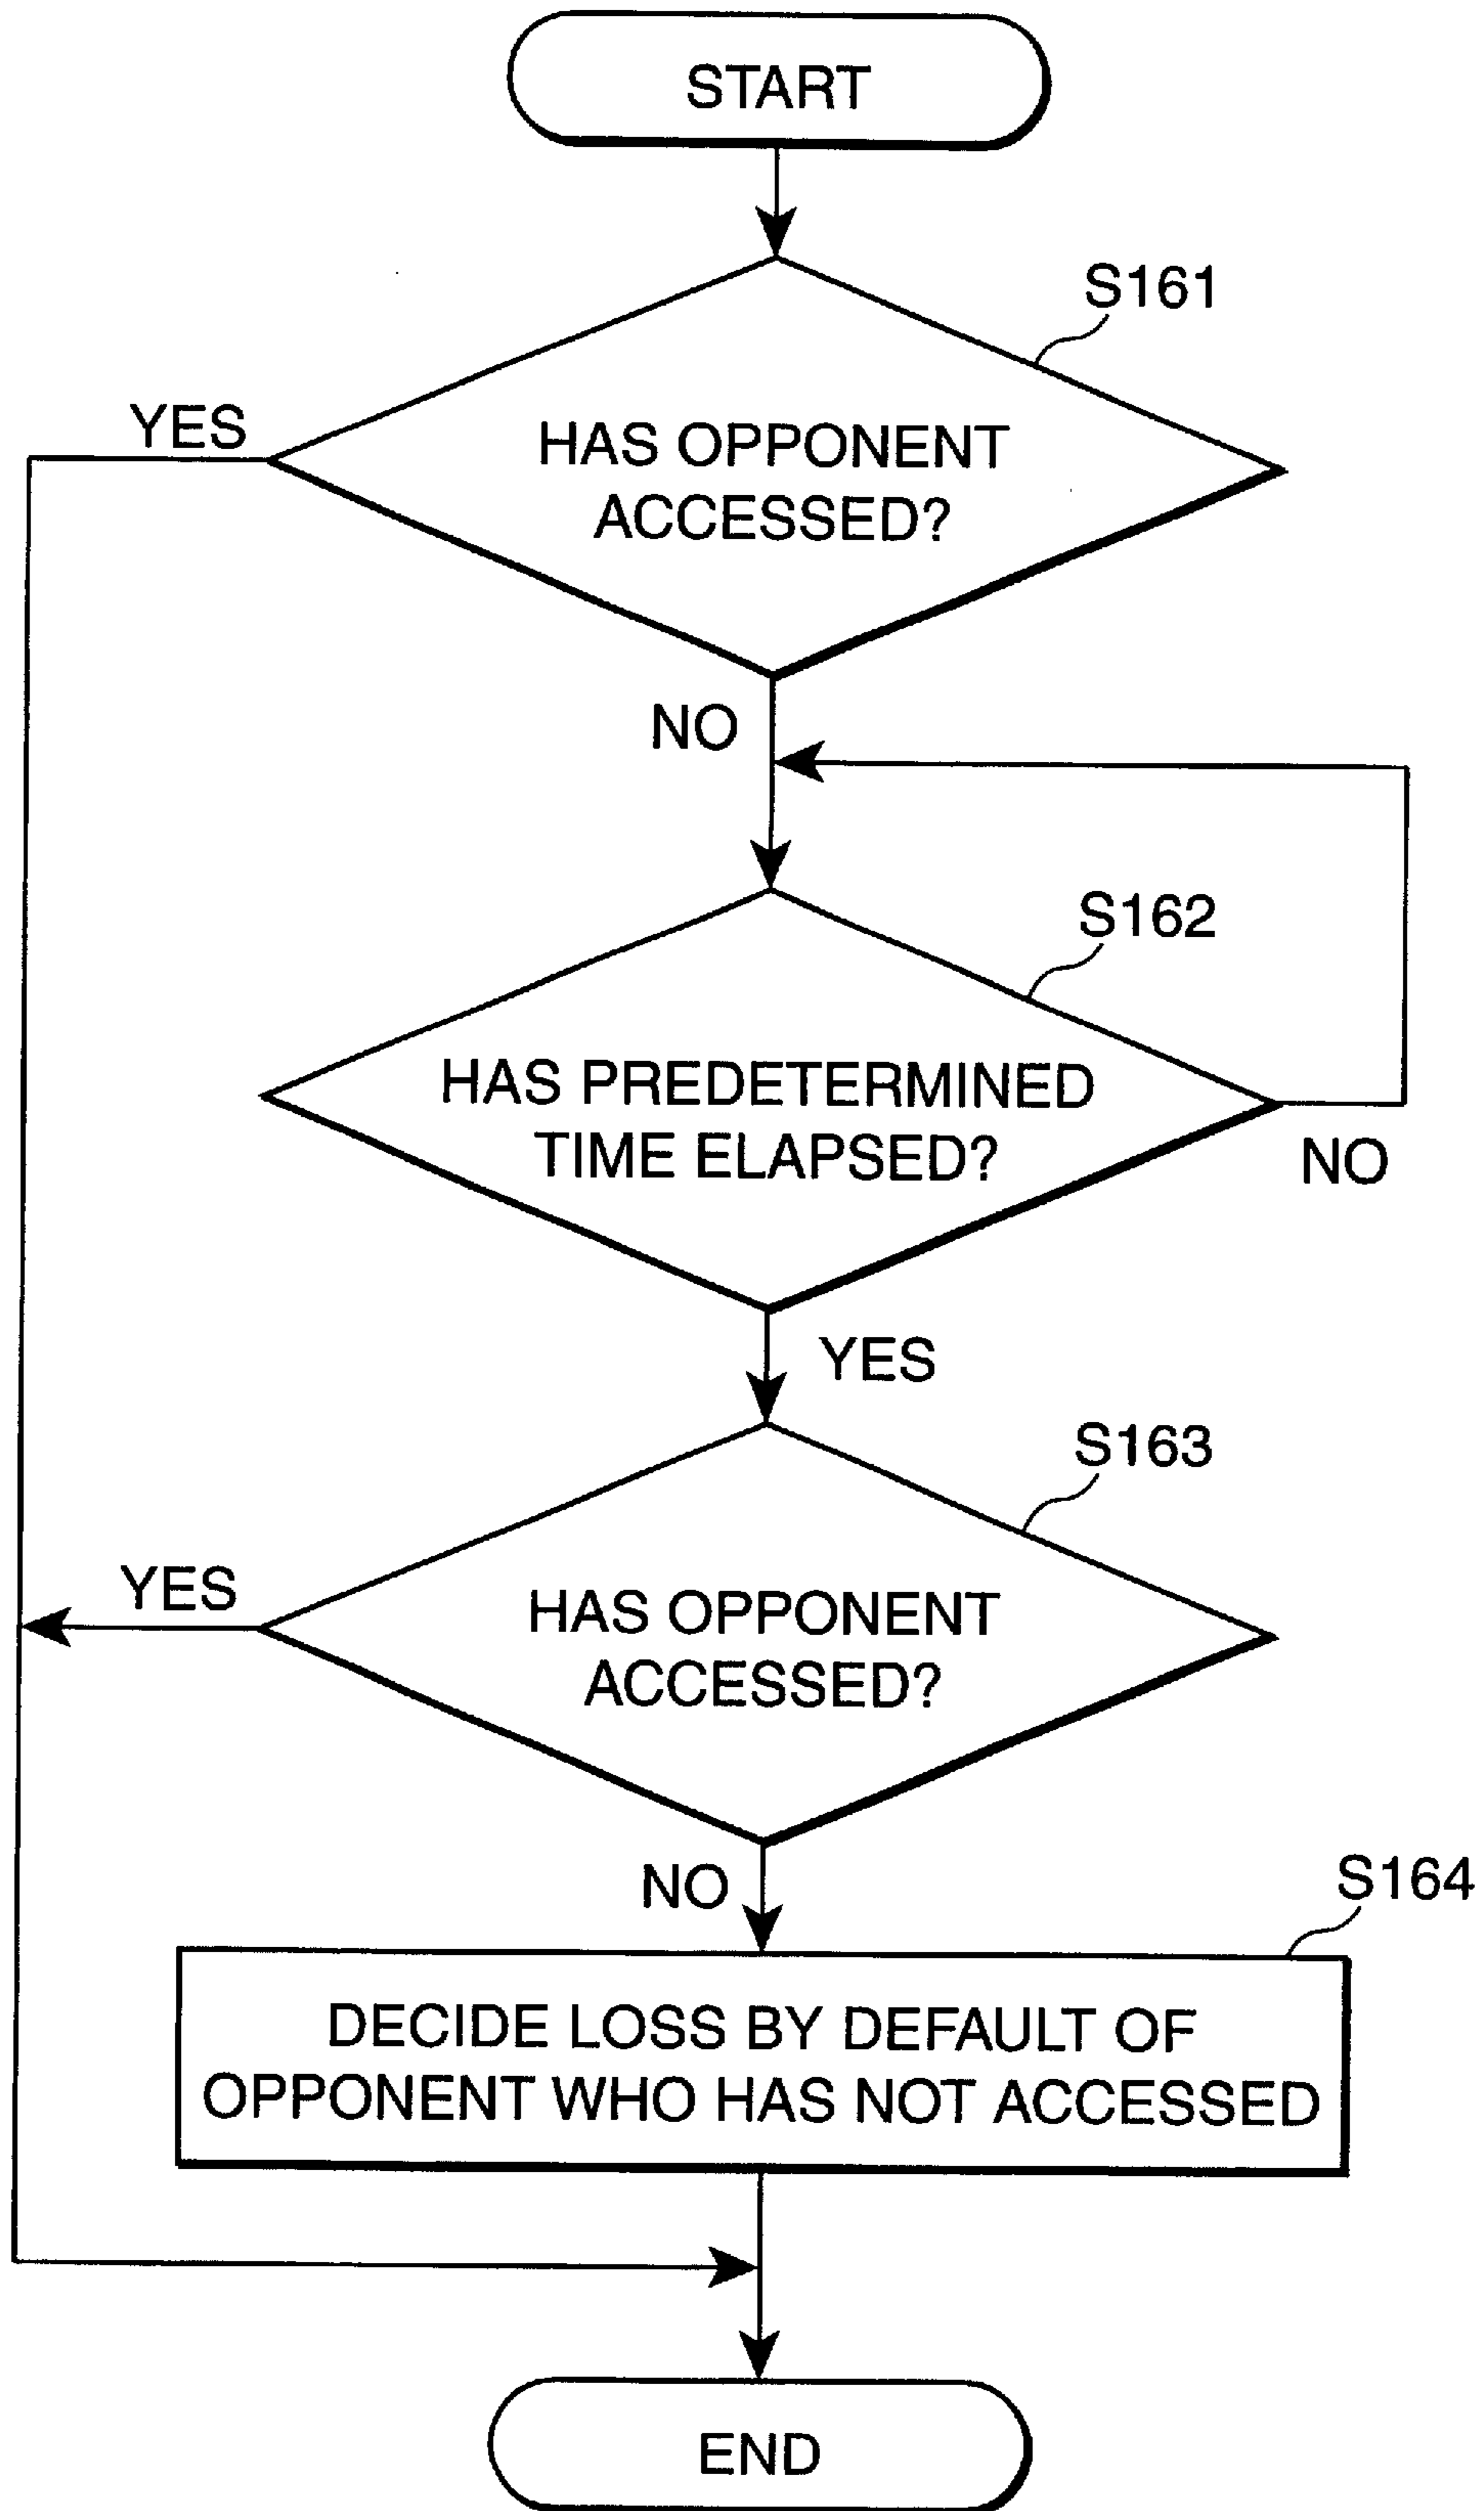 START
S161
YES
HAS OPPONENT
ACCESSED?
NO
S162
HAS PREDETERMINED
TIME ELAPSED?
NO
YES
S163
YES
HAS OPPONENT
ACCESSED?
NO
S164
DECIDE LOSS BY DEFAULT OF
OPPONENT WHO HAS NOT ACCESSED
END